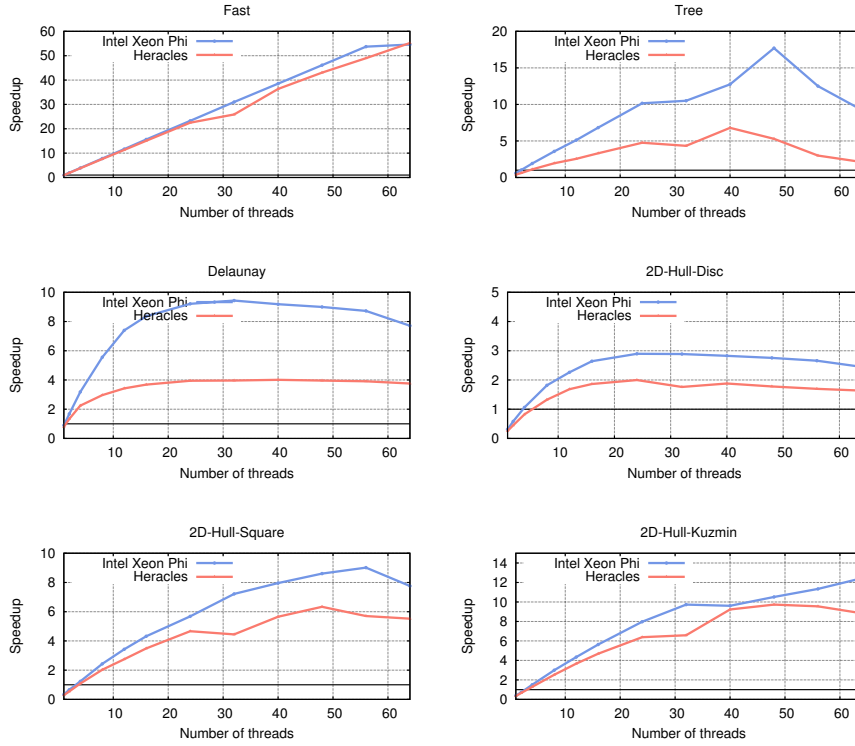 Fast
Intel Xeon Phi
Heracles
Speedup
60
50
40
30
20
10
0
10 20 30 40 50 60
Number of threads
Tree
Intel Xeon Phi
Heracles
Speedup
20
15
10
5
0
10 20 30 40 50 60
Number of threads
Delaunay
Intel Xeon Phi
Heracles
Speedup
10
8
6
4
2
0
10 20 30 40 50 60
Number of threads
2D-Hull-Disc
Intel Xeon Phi
Heracles
Speedup
5
4
3
2
1
0
10 20 30 40 50 60
Number of threads
2D-Hull-Square
Intel Xeon Phi
Heracles
Speedup
10
8
6
4
2
0
10 20 30 40 50 60
Number of threads
2D-Hull-Kuzmin
Intel Xeon Phi
Heracles
Speedup
14
12
10
8
6
4
2
0
10 20 30 40 50 60
Number of threads